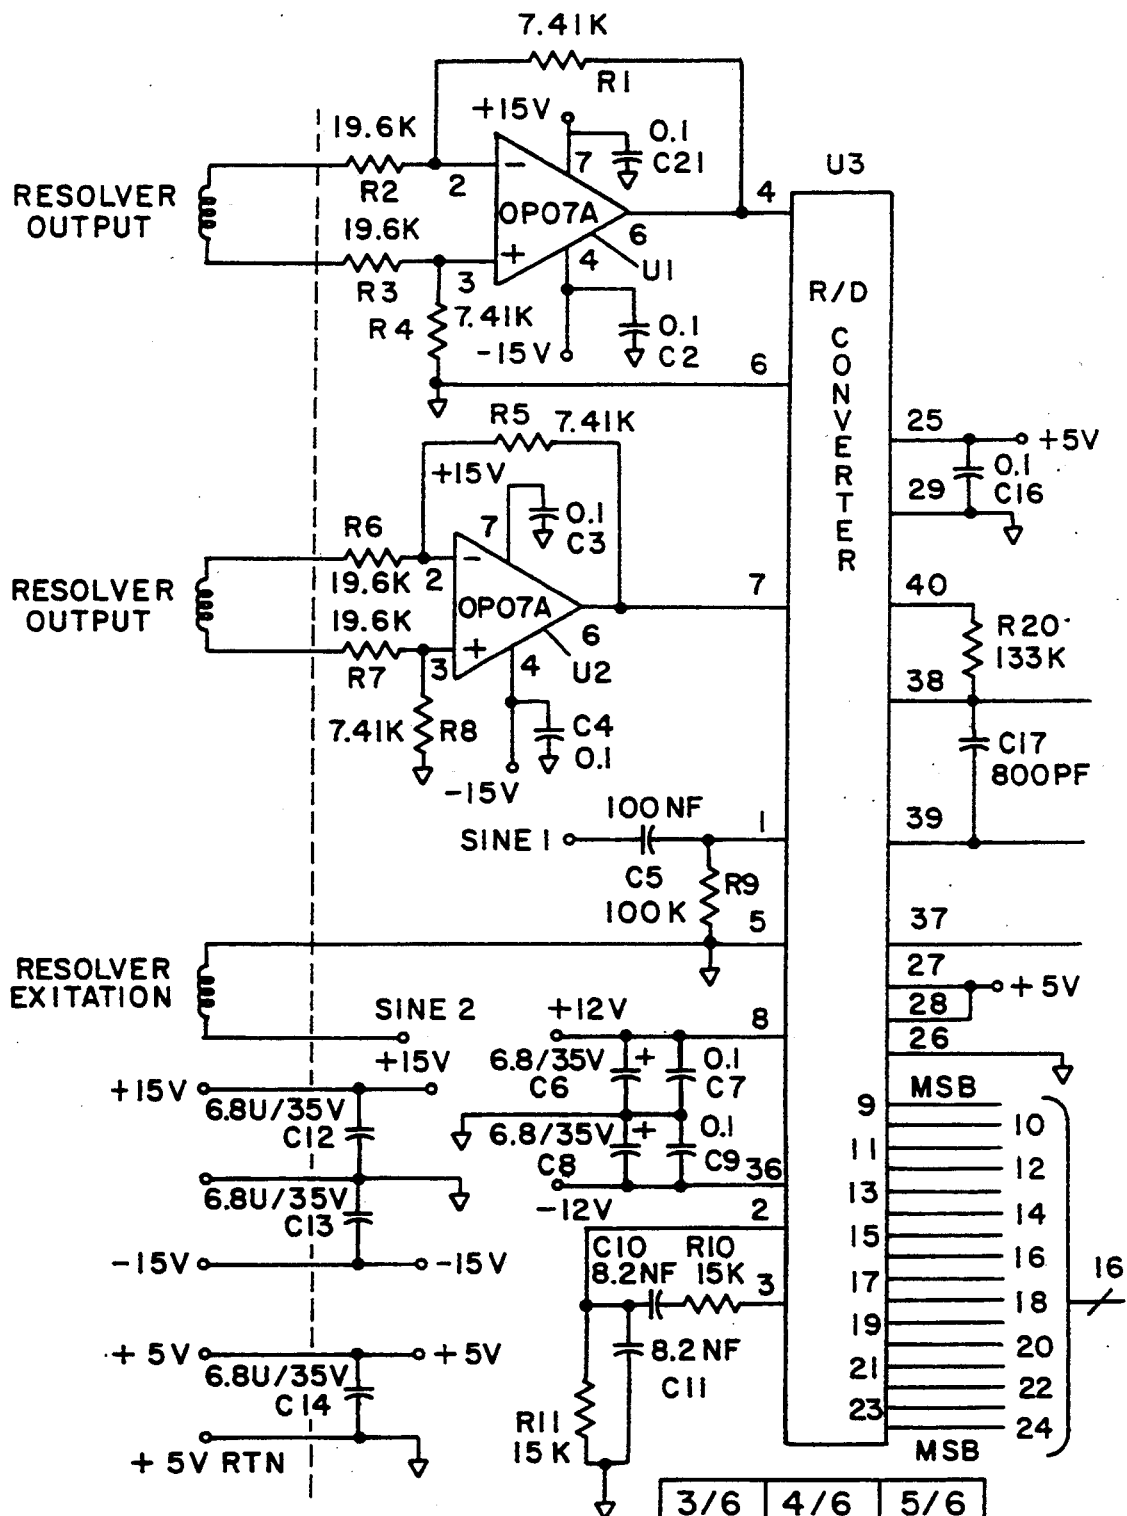 7.41K
R1
+15V
0.1
C21
7
19.6K
R2
2
RESOLVER
OUTPUT
OP07A
6
4
U1
19.6K
R3
3
R4
7.41K
-15V
0.1
C2
4
U3
R/D
CONVERTER
6
R5
7.41K
+15V
7
0.1
C3
R6
19.6K
2
RESOLVER
OUTPUT
OP07A
6
4
U2
19.6K
R7
3
7.41K
R8
C4
0.1
-15V
7
25
+5V
0.1
C16
29
40
R20
133K
38
C17
800PF
39
100NF
SINE 1
C5
1
R9
100K
5
37
27
+5V
28
26
RESOLVER
EXITATION
SINE 2
+12V
8
6.8/35V
+
C6
0.1
C7
6.8/35V
+
C8
0.1
C9
36
-12V
2
+15V
+15V
6.8U/35V
C12
6.8U/35V
C13
-15V
-15V
+5V
+5V
6.8U/35V
C14
+5V RTN
C10
8.2NF
R10
15K
3
8.2NF
C11
R11
15K
MSB
9
10
11
12
13
14
15
16
17
18
19
20
21
22
23
24
MSB
16
3/6 4/6 5/6